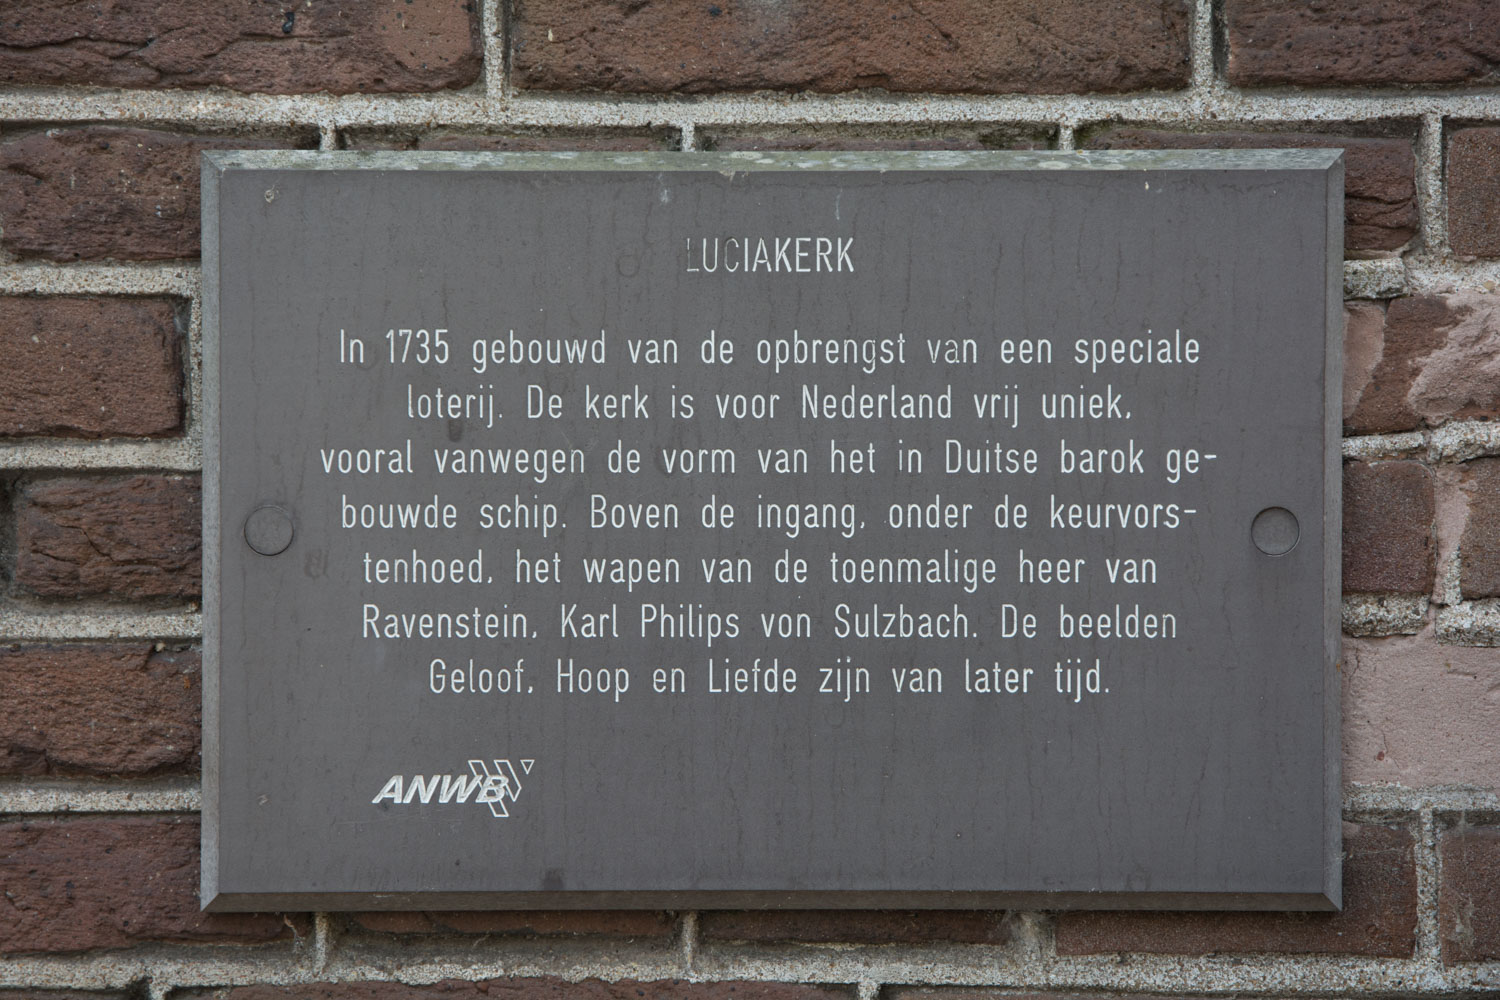 LUCIAKERK
In 1735 gebouwd van de opbrengst van een speciale
loterij. De kerk is voor Nederland vrij uniek,
vooral vanwegen de vorm van het in Duitse barok ge-
bouwde schip. Boven de ingang, onder de keurvors-
tenhoed, het wapen van de toenmalige heer van
Ravenstein, Karl Philips von Sulzbach. De beelden
Geloof, Hoop en Liefde zijn van later tijd.
ANWB